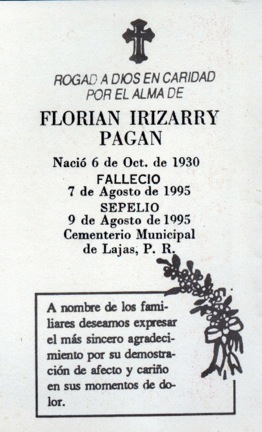 ROGAD A DIOS EN CARIDAD
POR EL ALMA DE
FLORIAN IRIZARRY
PAGAN
Nació 6 de Oct. de 1930
FALLECIO
7 de Agosto de 1995
SEPELIO
9 de Agosto de 1995
Cementerio Municipal
de Lajas, P. R.
A nombre de los fami-
liares deseamos expresar
el más sincero agradeci-
miento por su demostra-
ción de afecto y cariño
en sus momentos de do-
lor.